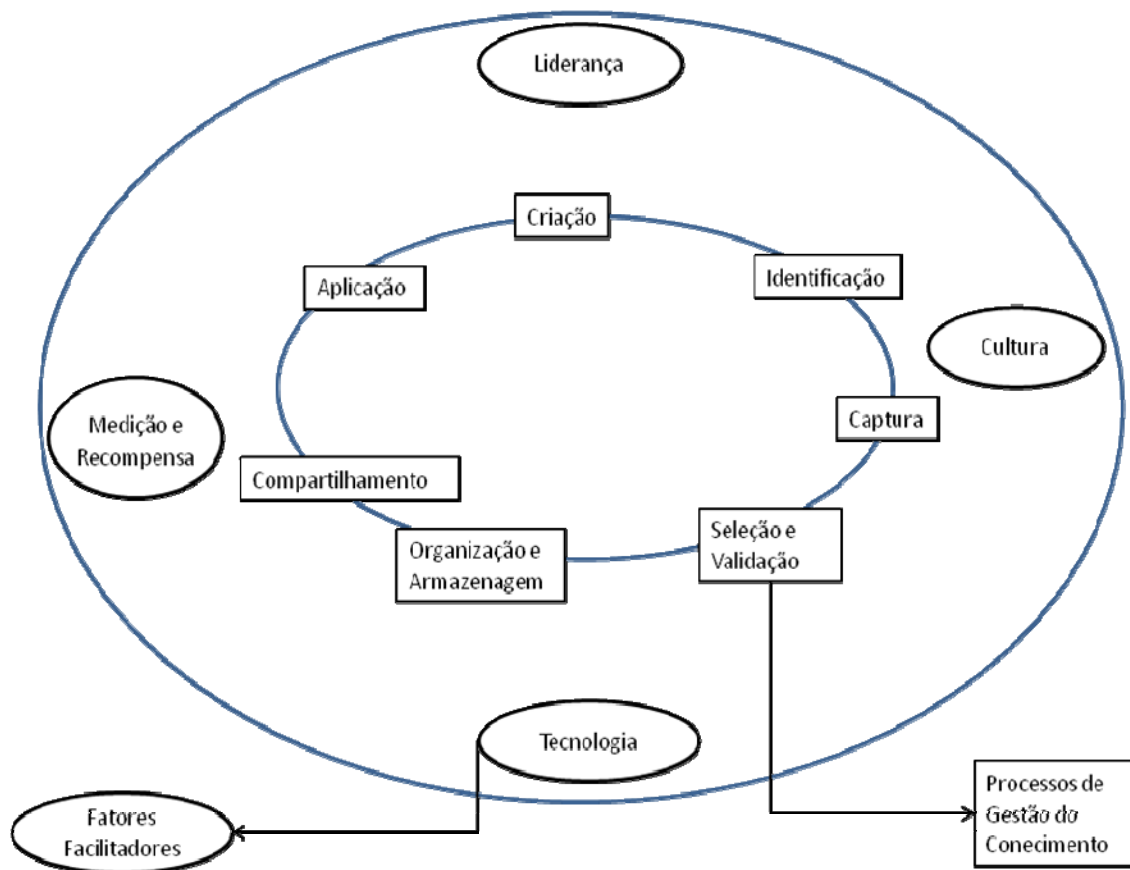 Liderança
Criação
Identificação
Aplicação
Cultura
Captura
Medição e
Recompensa
Compartilhamento
Seleção e
Validação
Organização e
Armazenagem
Tecnologia
Processos de
Gestão do
Conecimento
Fatores
Facilitadores